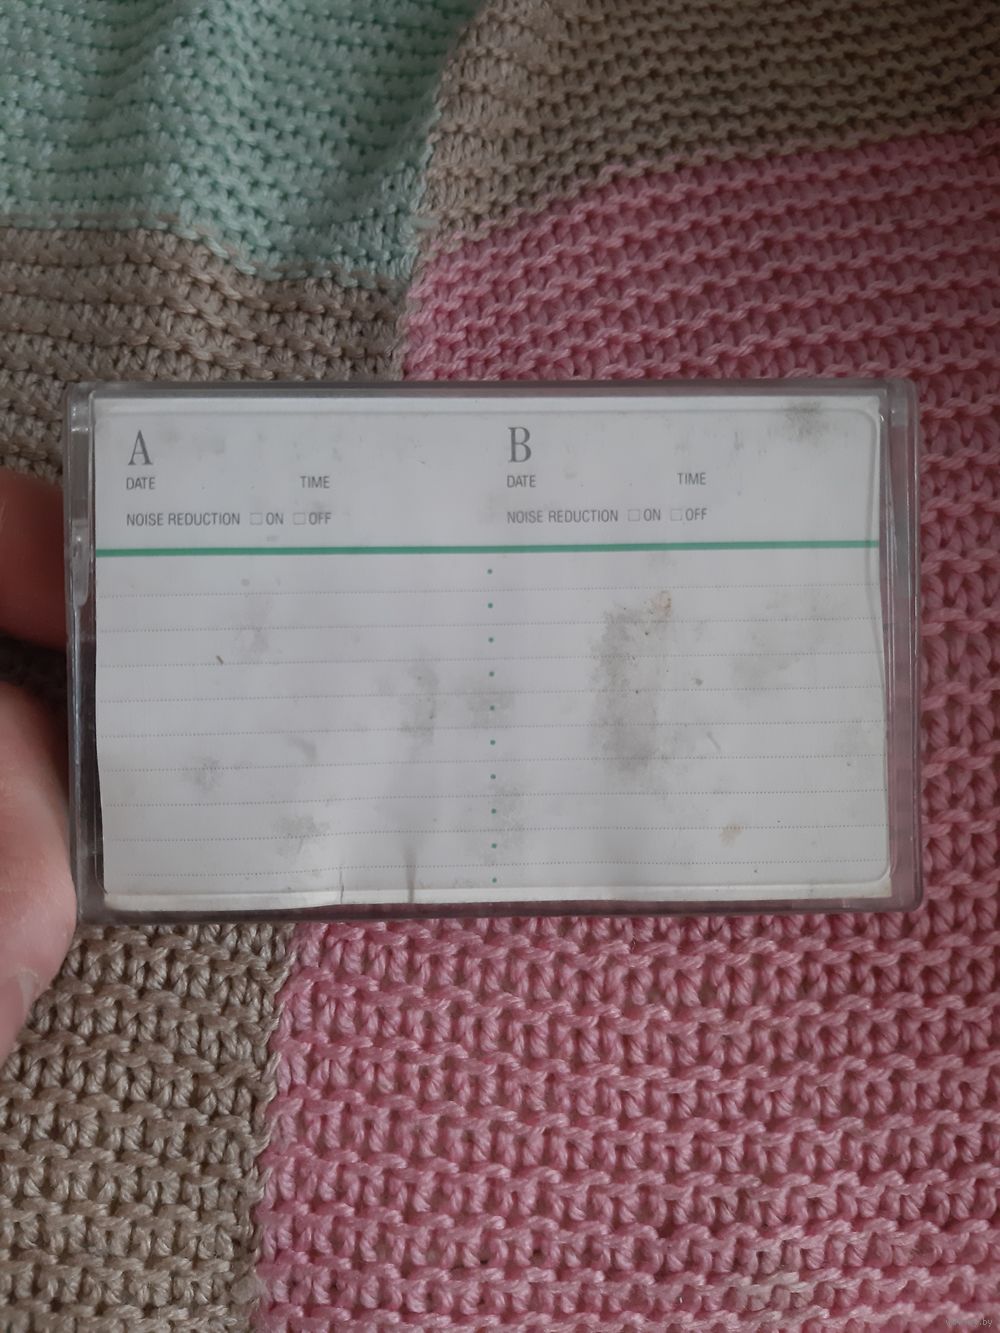 A B
DATE TIME DATE TIME
NOISE REDUCTION □ ON □ OFF NOISE REDUCTION □ ON □ OFF